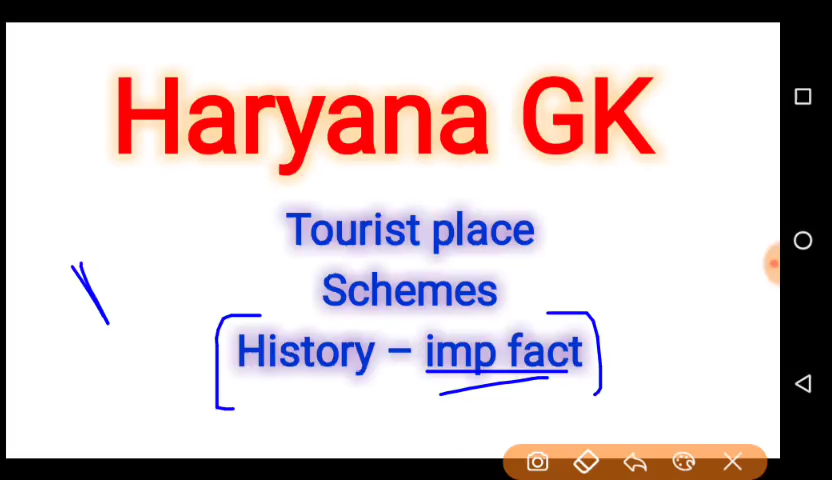 Haryana GK
Tourist place
Schemes
History – imp fact